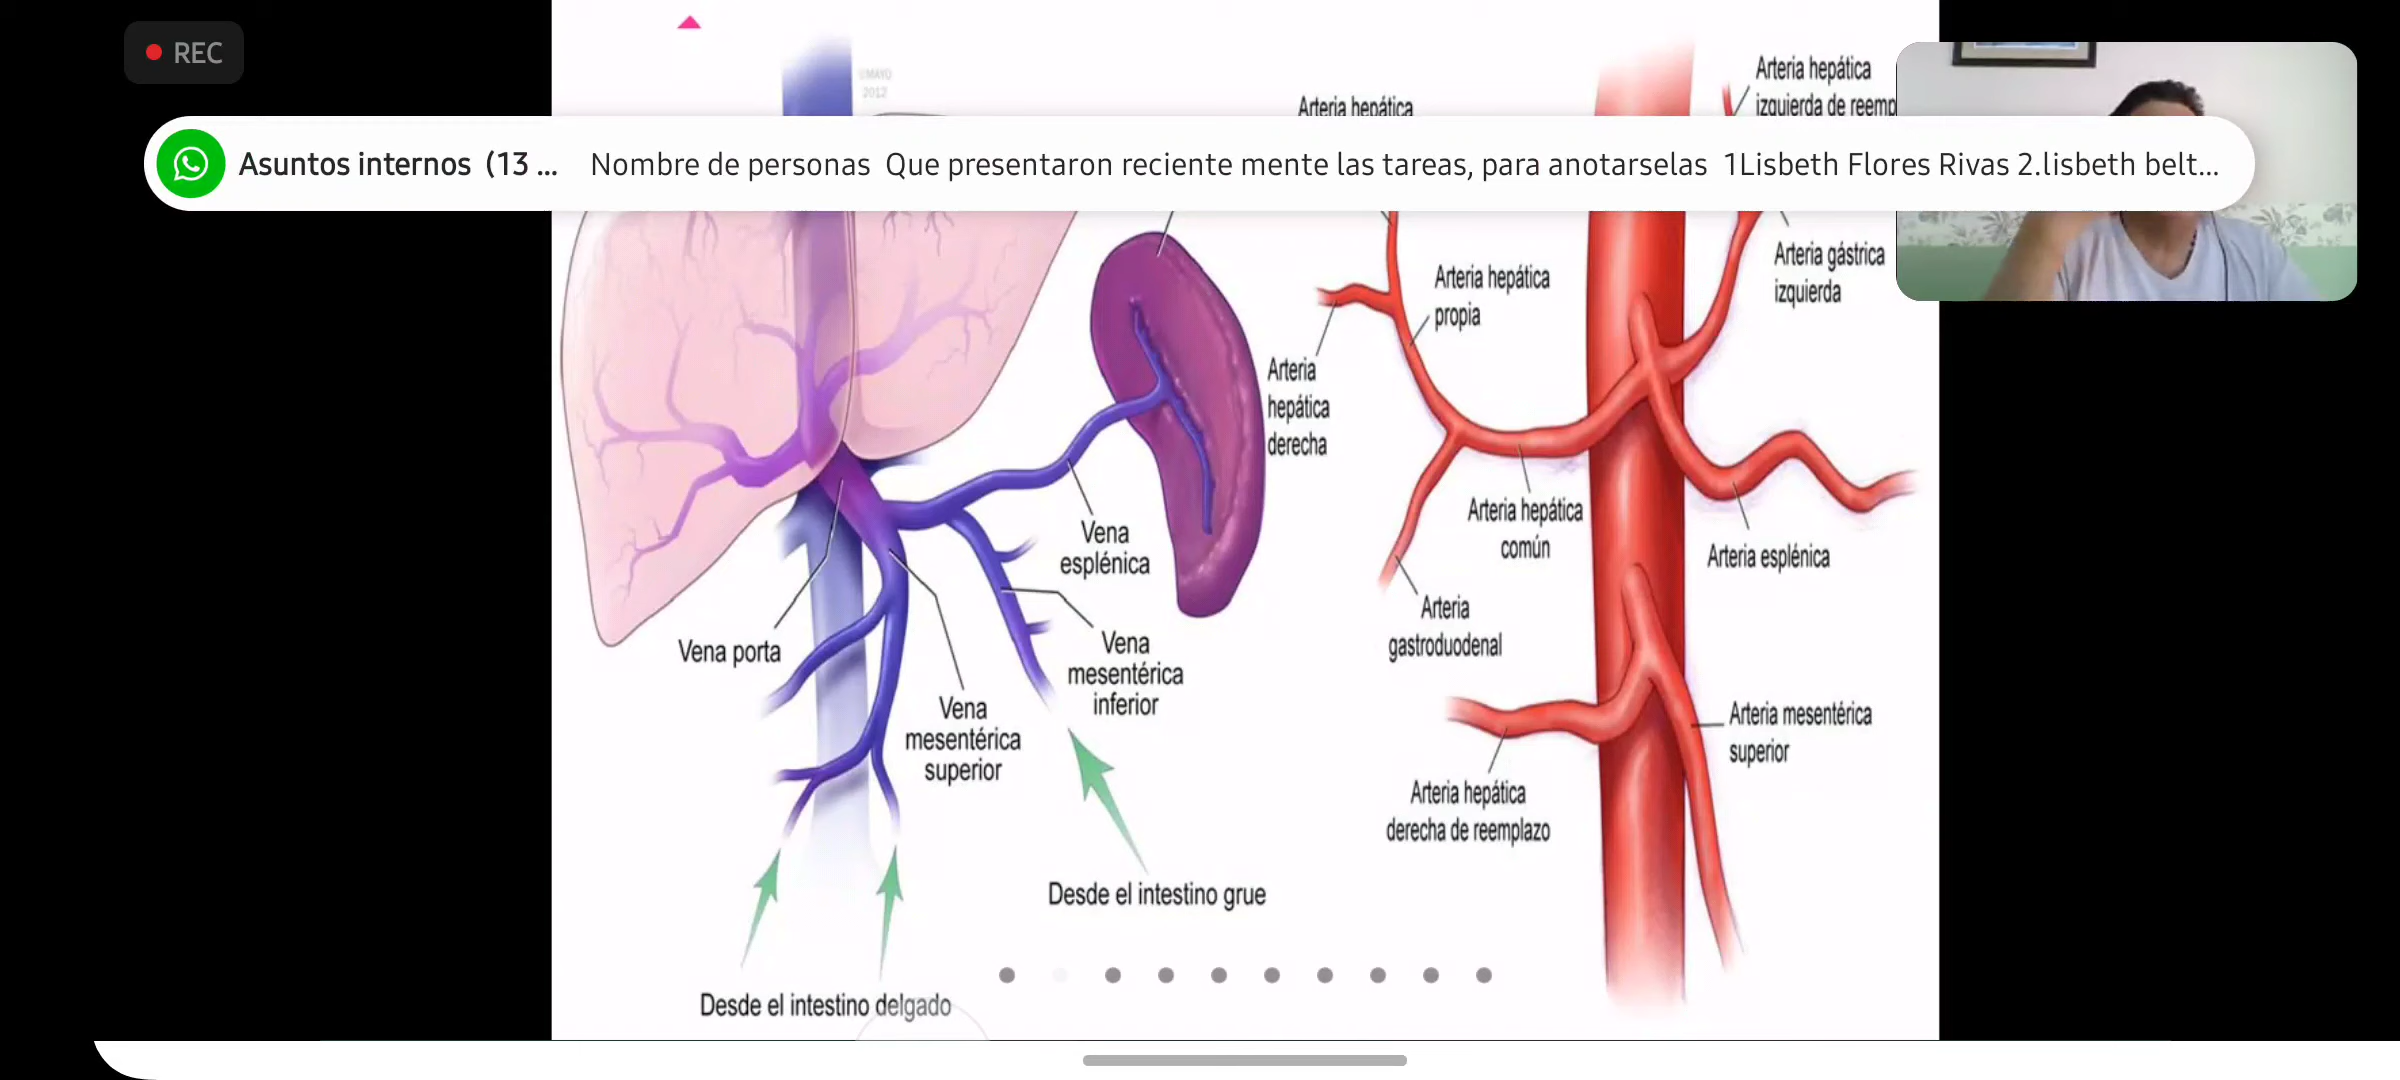 REC
©MAYO
2012
Arteria hepática
Arteria hepática
izquierda de reemp
Asuntos internos (13 ... Nombre de personas Que presentaron reciente mente las tareas, para anotarselas 1Lisbeth Flores Rivas 2.lisbeth belt...
Arteria gástrica
izquierda
Arteria hepática
propia
Arteria
hepática
derecha
Arteria hepática
común
Vena
esplénica
Arteria esplénica
Arteria
gastroduodenal
Vena porta
Vena
mesentérica
inferior
Vena
mesentérica
superior
Arteria mesentérica
superior
Arteria hepática
derecha de reemplazo
Desde el intestino grue
Desde el intestino delgado